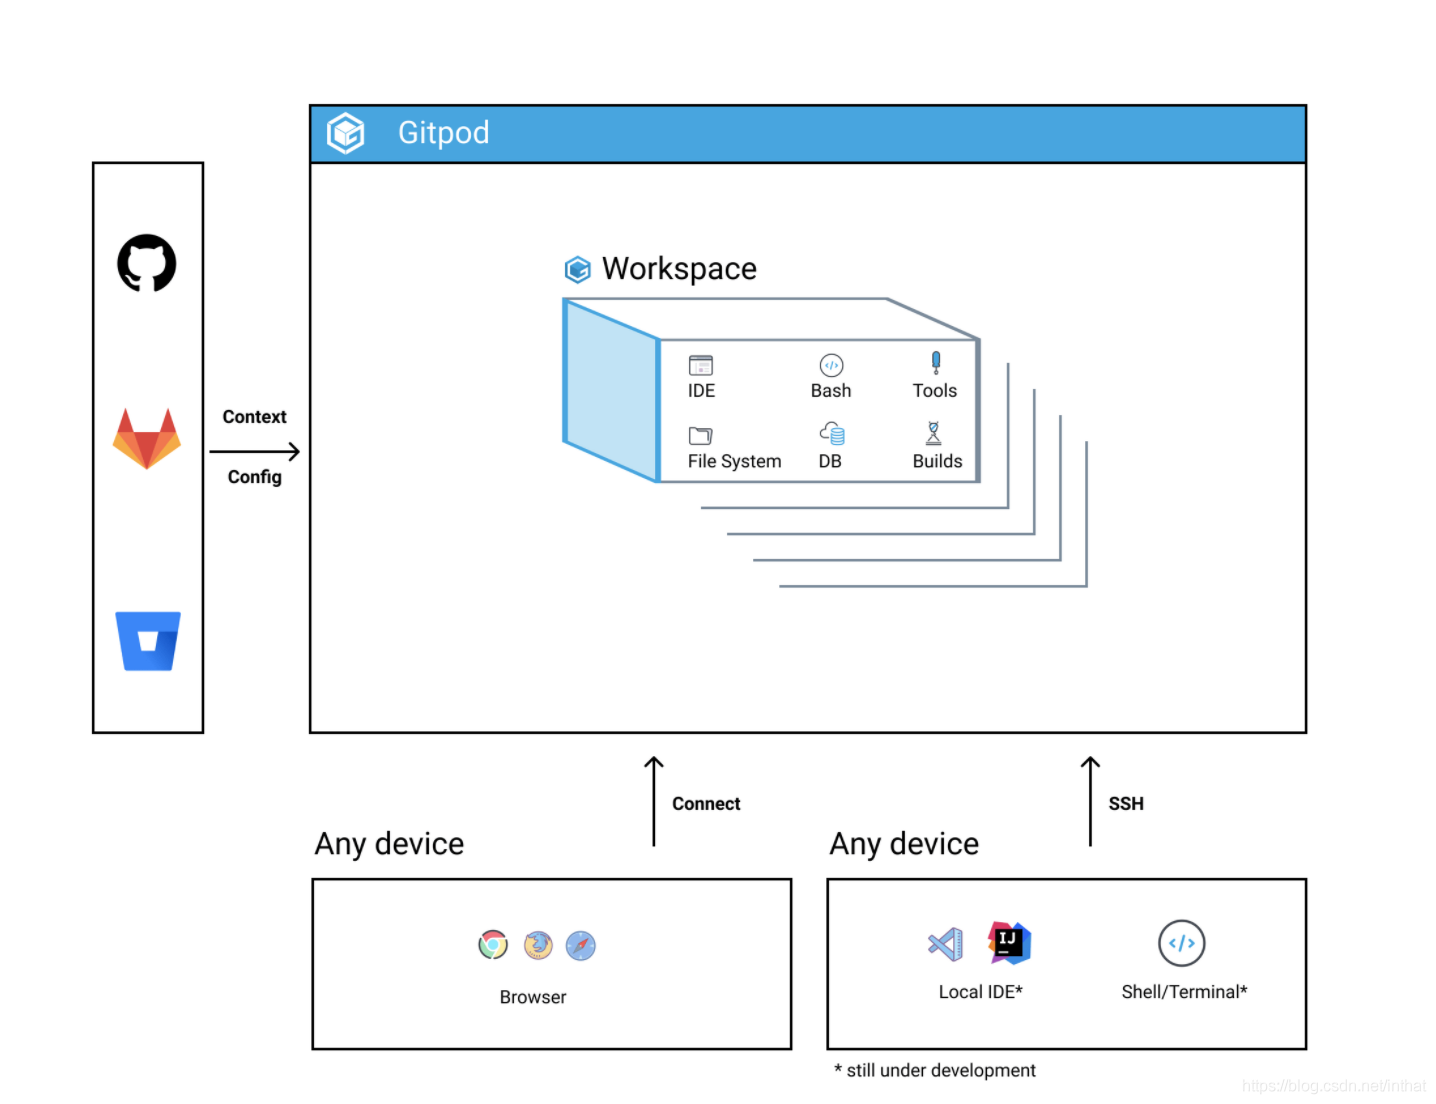 Gitpod
Workspace
IDE
Bash
Tools
File System
DB
Builds
Context
Config
Connect
SSH
Any device
Any device
IJ
Browser
Local IDE*
Shell/Terminal*
* still under development
https://blog.csdn.net/inthat